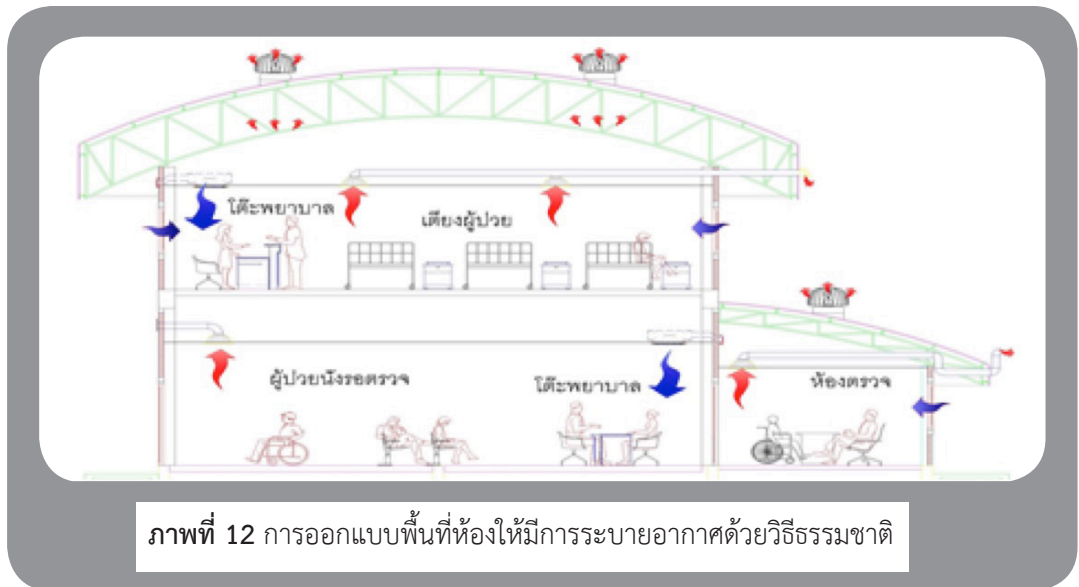 โต๊ะพยาบาล
เตียงผู้ป่วย
ผู้ป่วยนั่งรอตรวจ
โต๊ะพยาบาล
ห้องตรวจ
ภาพที่ 12 การออกแบบพื้นที่ห้องให้มีการระบายอากาศด้วยวิธีธรรมชาติ